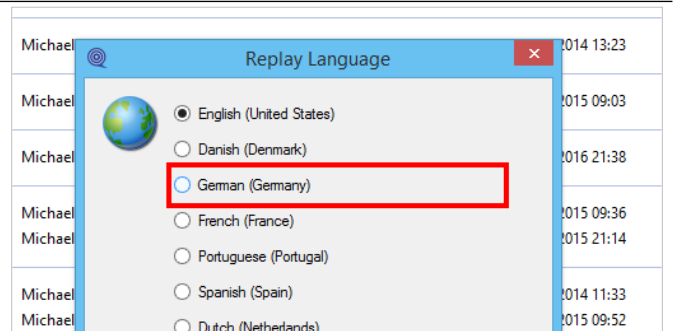 Replay Language
Michael 2014 13:23
English (United States)
Michael 2015 09:03
Danish (Denmark)
Michael 2016 21:38
German (Germany)
Michael 2015 09:36
French (France)
Michael 2015 21:14
Portuguese (Portugal)
Michael 2014 11:33
Spanish (Spain)
Michael 2015 09:52
Dutch (Netherlands)